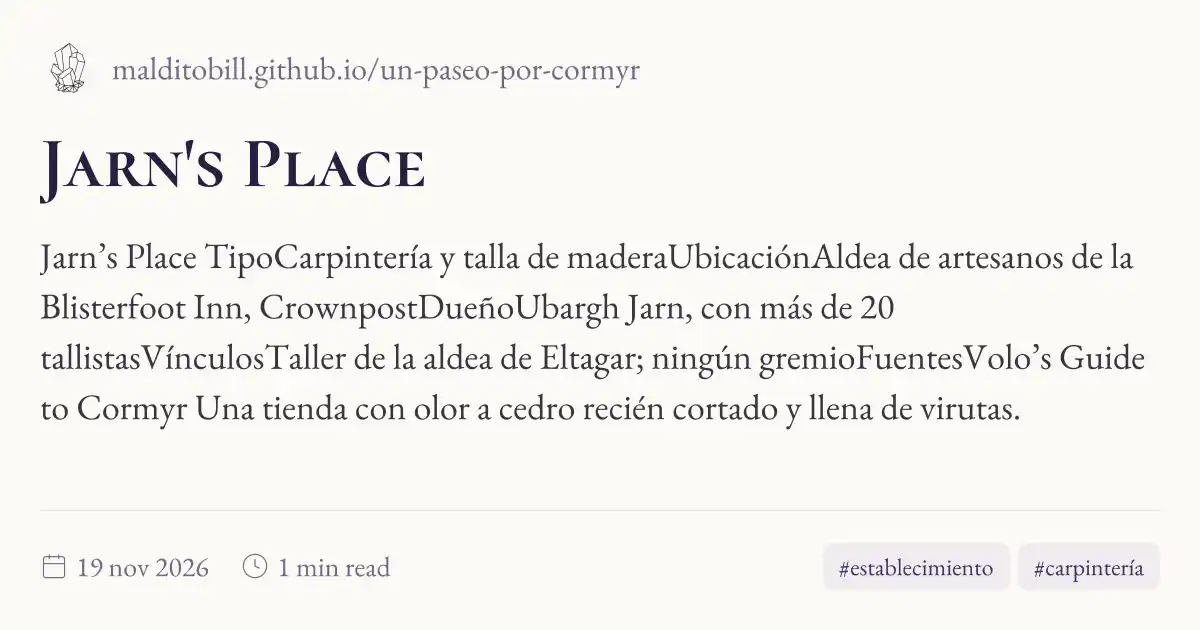 malditobill.github.io/un-paseo-por-cormyr
Jarn's Place
Jarn’s Place TipoCarpintería y talla de maderaUbicaciónAldea de artesanos de la
Blisterfoot Inn, CrownpostDueñoUbargh Jarn, con más de 20
tallistasVínculosTaller de la aldea de Eltagar; ningún gremioFuentesVolo’s Guide
to Cormyr Una tienda con olor a cedro recién cortado y llena de virutas.
19 nov 2026 1 min read #establecimiento #carpintería